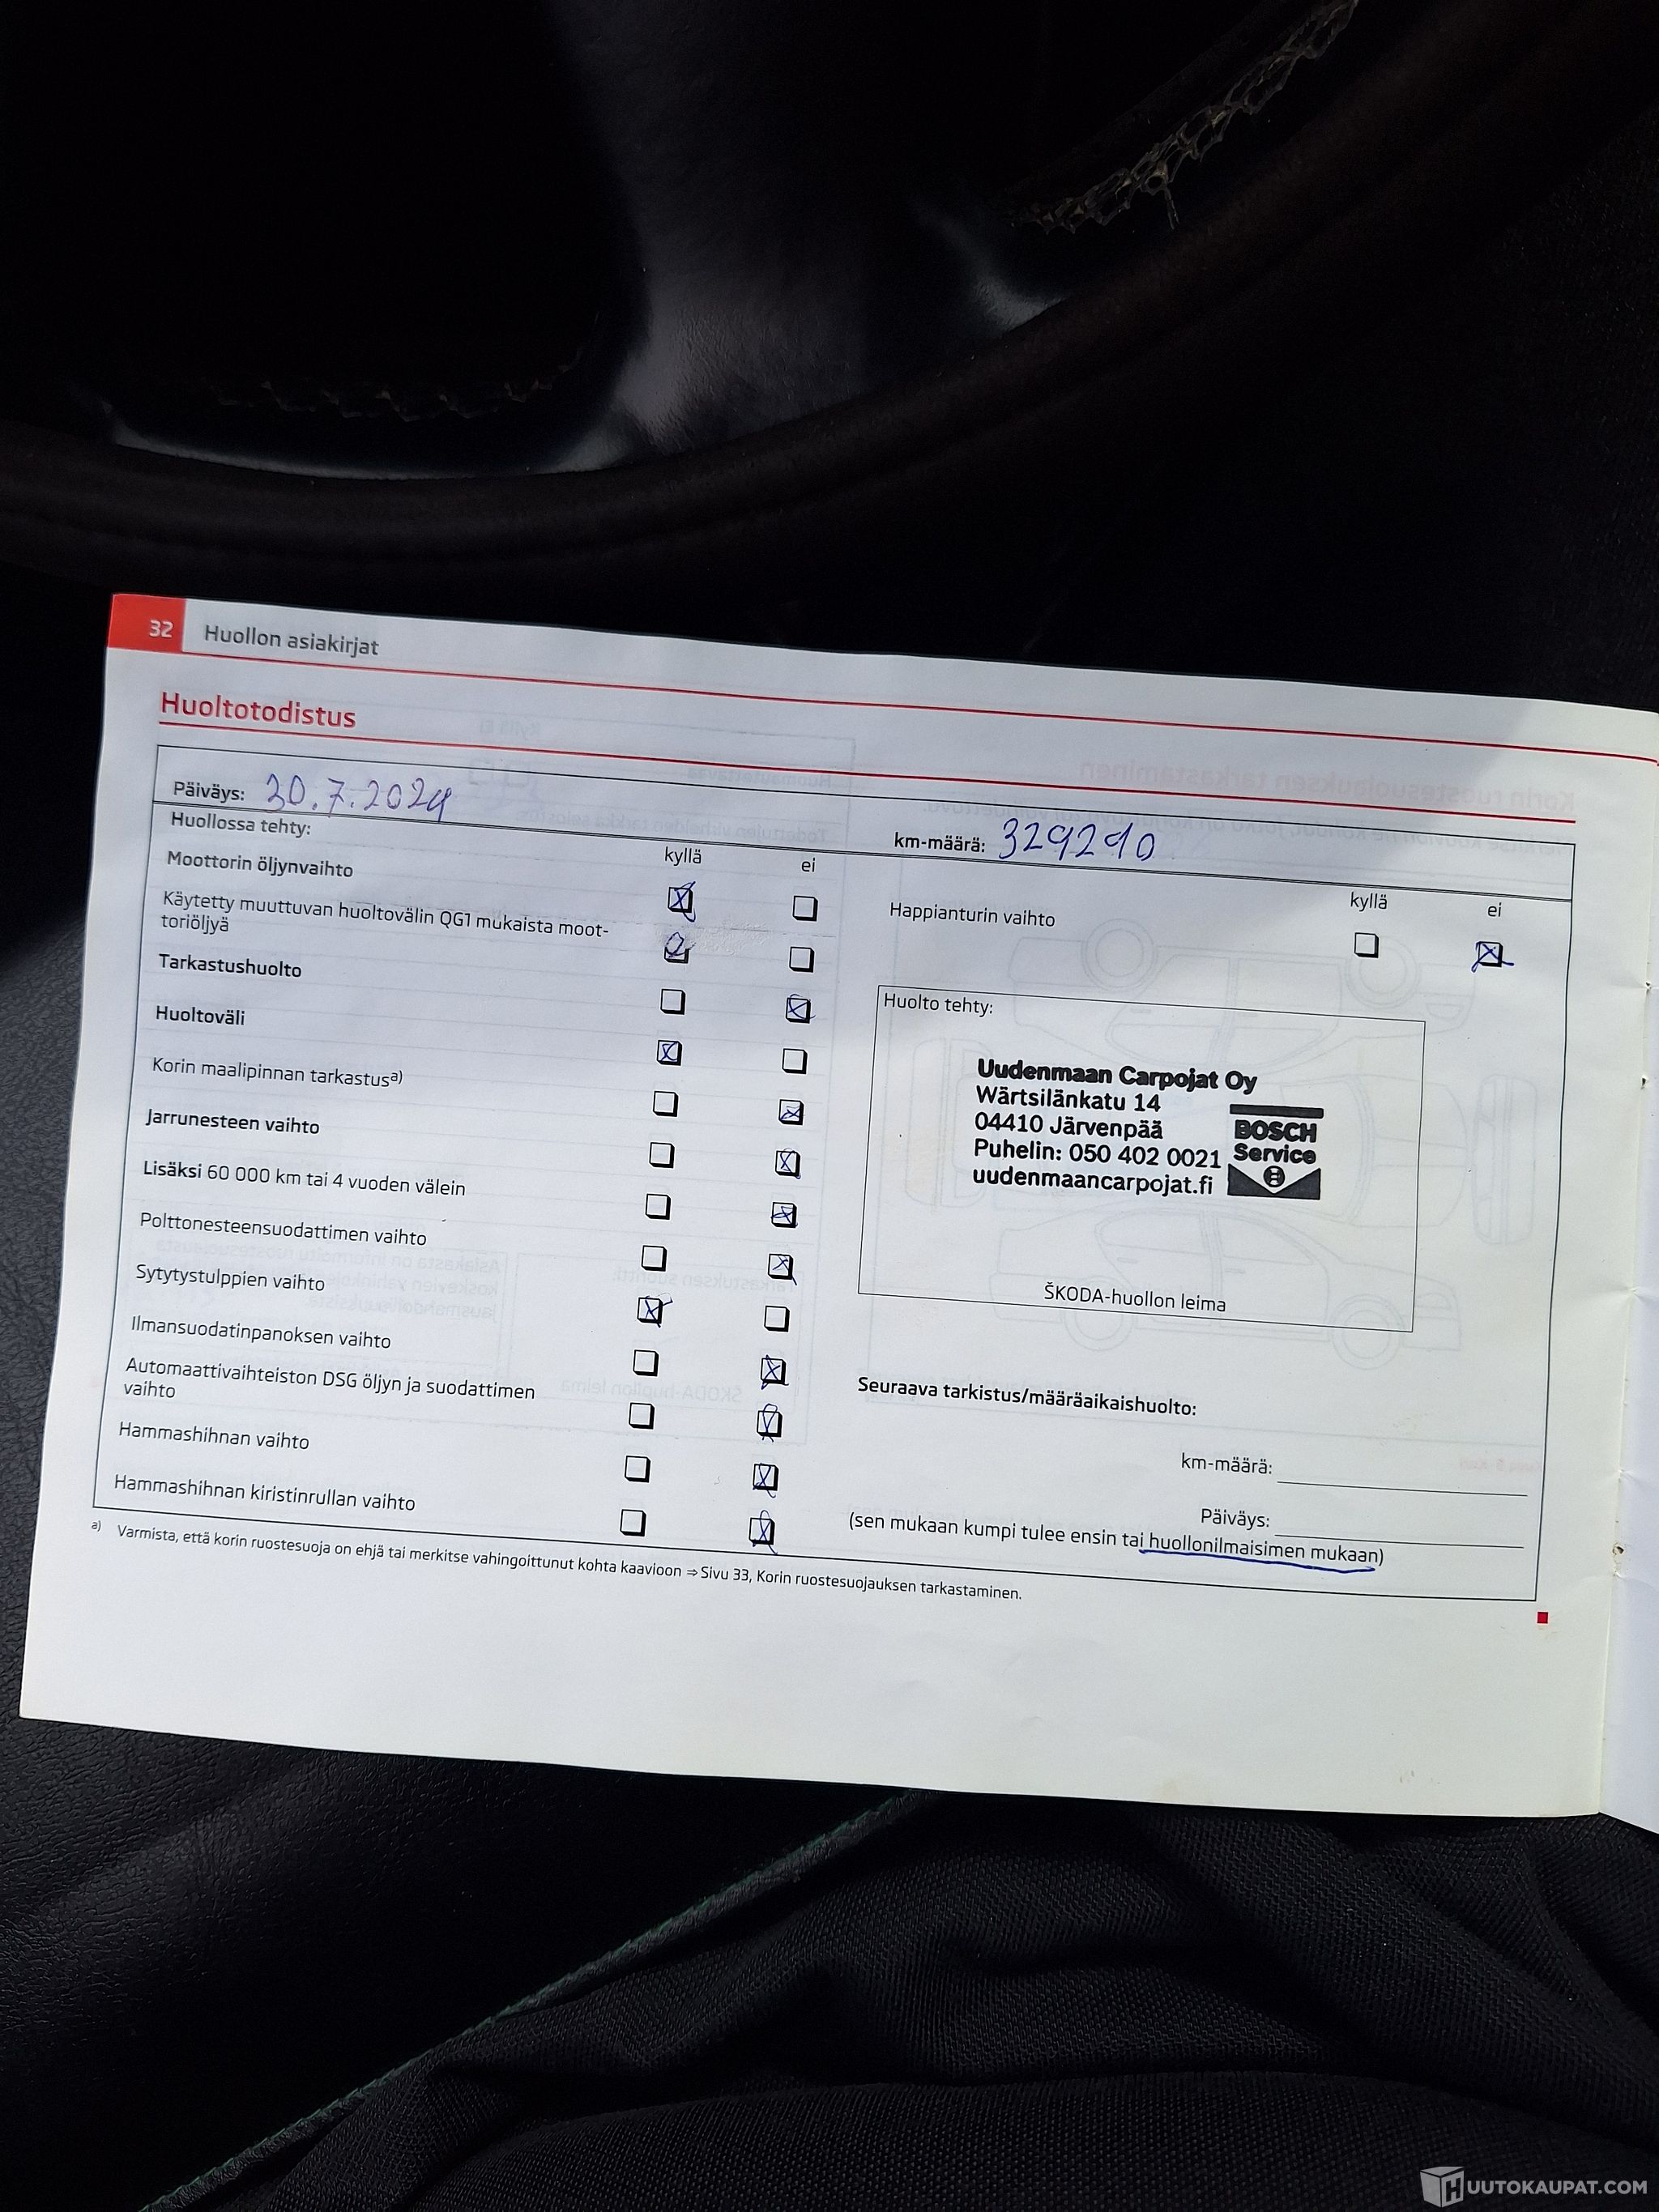 32 Huollon asiakirjat
Huoltotodistus
Päiväys: 30.7.2024
km-määrä: 329290
Huollossa tehty:
kyllä ei
Moottorin öljynvaihto
Käytetty muuttuvan huoltovälin QG1 mukaista moot-
toriöljyä
Tarkastushuolto
Huoltoväli
Korin maalipinnan tarkastusa)
Jarrunesteen vaihto
Lisäksi 60 000 km tai 4 vuoden välein
Polttonesteensuodattimen vaihto
Sytytystulppien vaihto
Ilmansuodatinpanoksen vaihto
Automaattivaihteiston DSG öljyn ja suodattimen
vaihto
Hammashihnan vaihto
Hammashihnan kiristinrullan vaihto
kyllä ei
Happianturin vaihto
Huolto tehty:
Uudenmaan Carpojat Oy
Wärtsilänkatu 14
04410 Järvenpää
Puhelin: 050 402 0021
uudenmaancarpojat.fi
BOSCH
Service
ŠKODA-huollon leima
Seuraava tarkistus/määräaikaishuolto:
km-määrä:
Päiväys:
(sen mukaan kumpi tulee ensin tai huollonilmaisimen mukaan)
a) Varmista, että korin ruostesuoja on ehjä tai merkitse vahingoittunut kohta kaavioon ⇒ Sivu 33, Korin ruostesuojauksen tarkastaminen.
HUUTOKAUPAT.COM